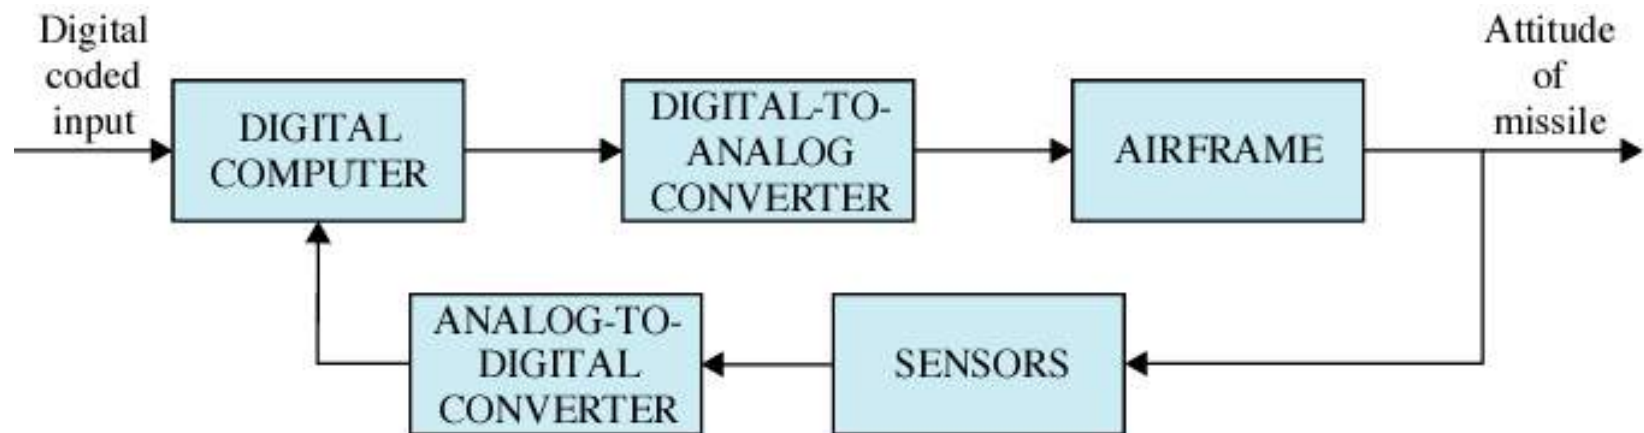 Digital
coded
input
DIGITAL
COMPUTER
DIGITAL-TO-
ANALOG
CONVERTER
AIRFRAME
Attitude
of
missile
ANALOG-TO-
DIGITAL
CONVERTER
SENSORS